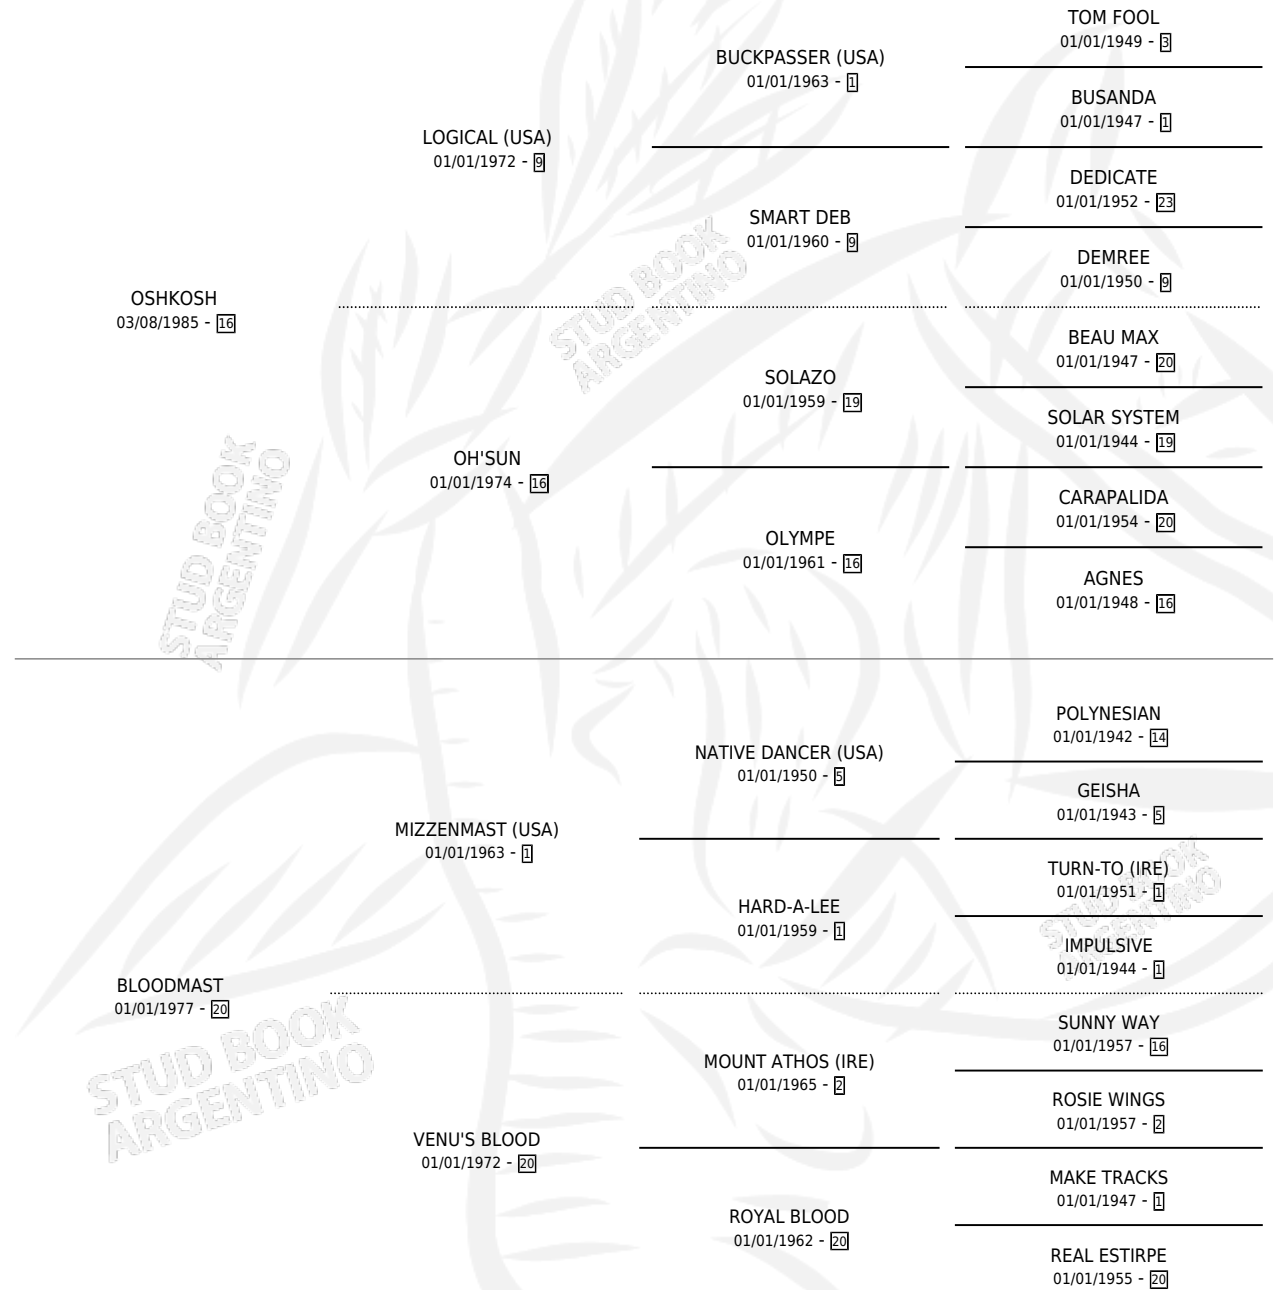 TOM FOOL
01/01/1949 - 3
BUCKPASSER (USA)
01/01/1963 - 1
BUSANDA
01/01/1947 - 1
LOGICAL (USA)
01/01/1972 - 9
DEDICATE
01/01/1952 - 23
SMART DEB
01/01/1960 - 9
DEMREE
01/01/1950 - 9
OSHKOSH
03/08/1985 - 16
STUD BOOK
ARGENTINO
BEAU MAX
01/01/1947 - 20
SOLAZO
01/01/1959 - 19
SOLAR SYSTEM
01/01/1944 - 19
OH'SUN
01/01/1974 - 16
CARAPALIDA
01/01/1954 - 20
OLYMPE
01/01/1961 - 16
AGNES
01/01/1948 - 16
STUD BOOK
ARGENTINO
POLYNESIAN
01/01/1942 - 14
NATIVE DANCER (USA)
01/01/1950 - 5
GEISHA
01/01/1943 - 5
MIZZENMAST (USA)
01/01/1963 - 1
TURN-TO (IRE)
01/01/1951 - 1
HARD-A-LEE
01/01/1959 - 1
IMPULSIVE
01/01/1944 - 1
STUD BOOK
ARGENTINO
BLOODMAST
01/01/1977 - 20
SUNNY WAY
01/01/1957 - 16
MOUNT ATHOS (IRE)
01/01/1965 - 2
ROSIE WINGS
01/01/1957 - 2
STUD BOOK
ARGENTINO
VENU'S BLOOD
01/01/1972 - 20
MAKE TRACKS
01/01/1947 - 1
ROYAL BLOOD
01/01/1962 - 20
REAL ESTIRPE
01/01/1955 - 20